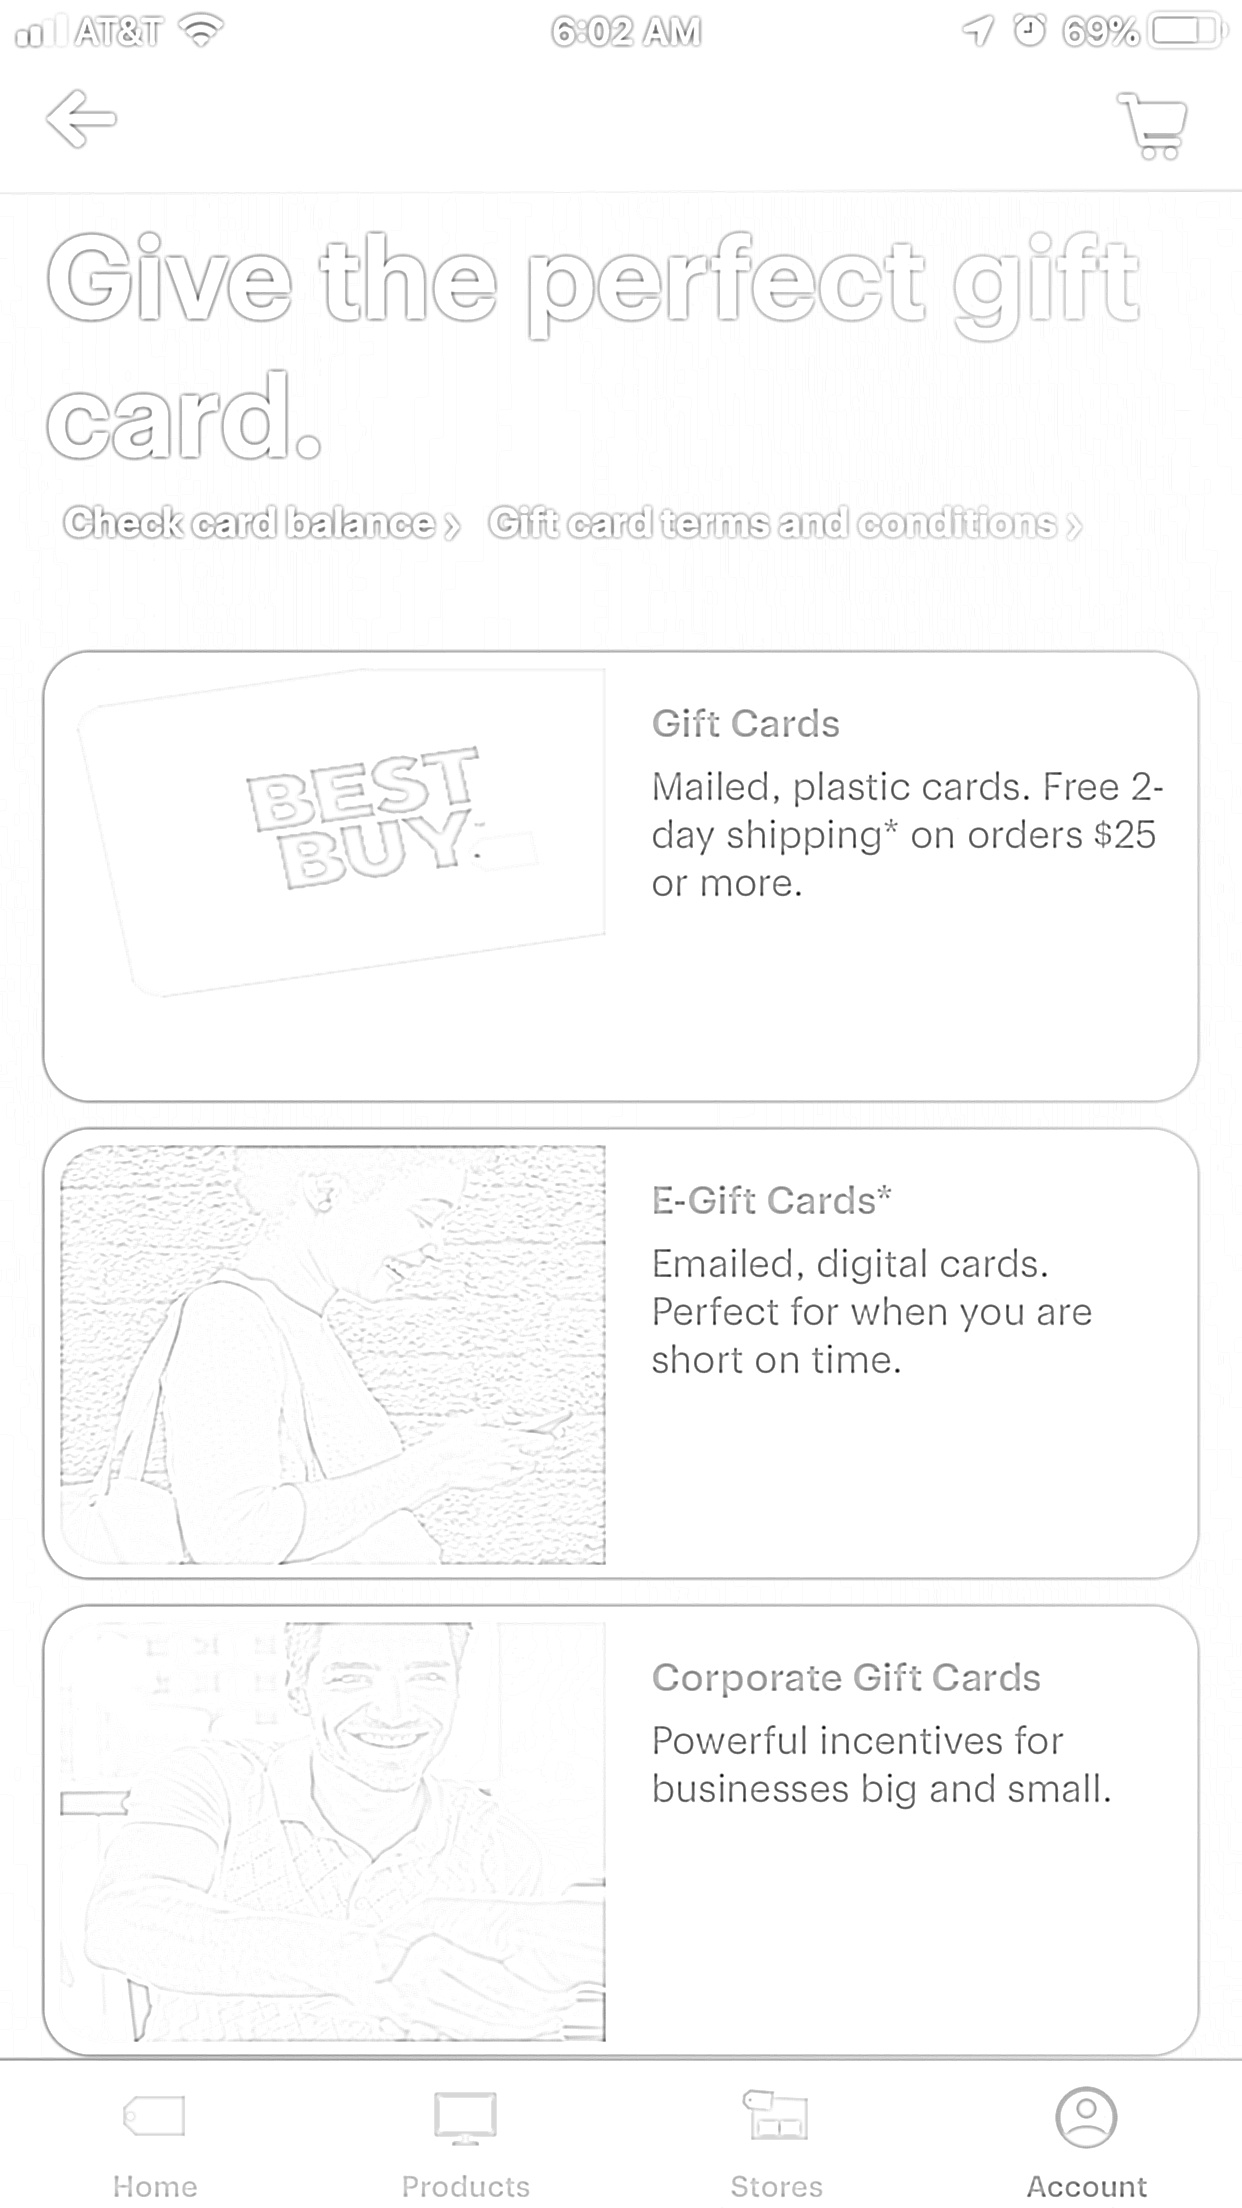 AT&T 6:02 AM 69%
Give the perfect gift
card.
Check card balance › Gift card terms and conditions ›
BEST
BUY
Gift Cards
Mailed, plastic cards. Free 2-
day shipping* on orders $25
or more.
E-Gift Cards*
Emailed, digital cards.
Perfect for when you are
short on time.
Corporate Gift Cards
Powerful incentives for
businesses big and small.
Home Products Stores Account